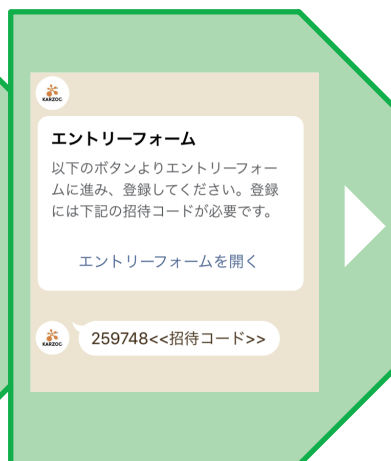 KARZOG
エントリーフォーム
以下のボタンよりエントリーフォー
ムに進み、登録してください。登録
には下記の招待コードが必要です。
エントリーフォームを開く
KARZOG
259748<<招待コード>>